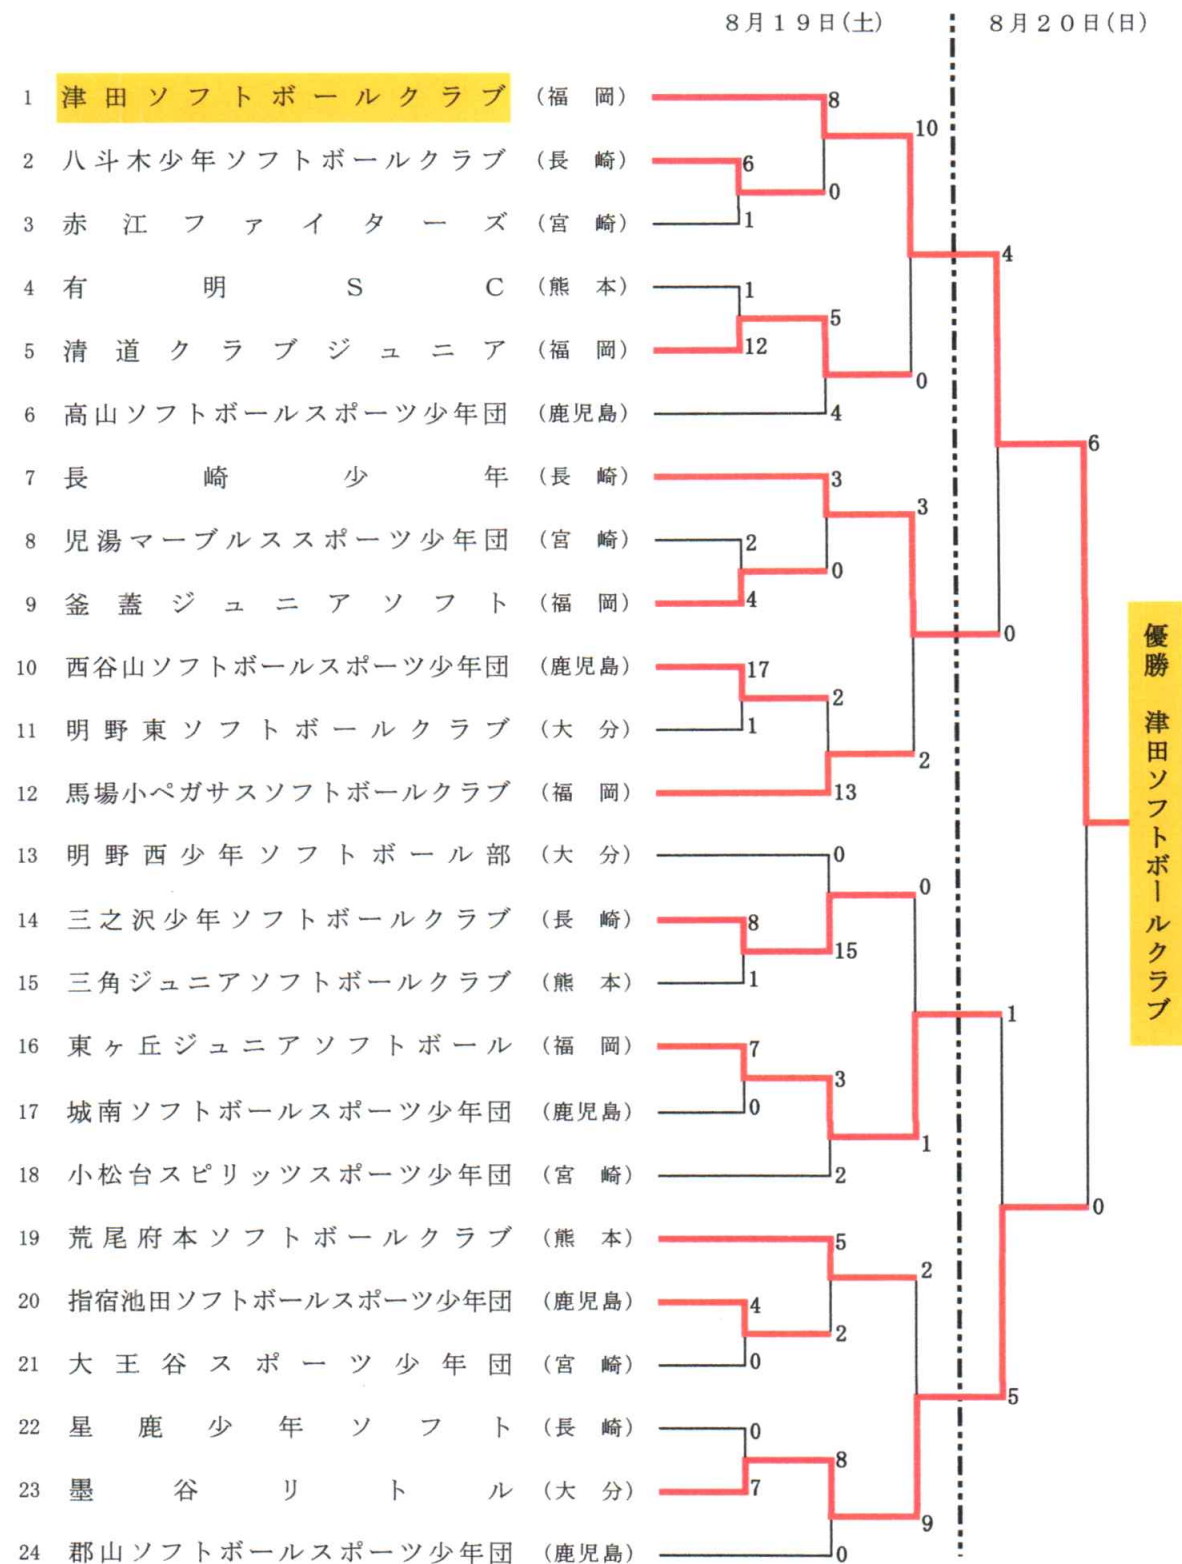 8月19日(土) 8月20日(日)
1 津田ソフトボールクラブ (福岡)
2 八斗木少年ソフトボールクラブ (長崎)
3 赤江ファイターズ (宮崎)
4 有明SC (熊本)
5 清道クラブジュニア (福岡)
6 高山ソフトボールスポーツ少年団 (鹿児島)
7 長崎少年 (長崎)
8 児湯マーブルススポーツ少年団 (宮崎)
9 釜蓋ジュニアソフト (福岡)
10 西谷山ソフトボールスポーツ少年団 (鹿児島)
11 明野東ソフトボールクラブ (大分)
12 馬場小ペガサスソフトボールクラブ (福岡)
13 明野西少年ソフトボール部 (大分)
14 三之沢少年ソフトボールクラブ (長崎)
15 三角ジュニアソフトボールクラブ (熊本)
16 東ヶ丘ジュニアソフトボール (福岡)
17 城南ソフトボールスポーツ少年団 (鹿児島)
18 小松台スピリッツスポーツ少年団 (宮崎)
19 荒尾府本ソフトボールクラブ (熊本)
20 指宿池田ソフトボールスポーツ少年団 (鹿児島)
21 大王谷スポーツ少年団 (宮崎)
22 星鹿少年ソフト (長崎)
23 墨谷リトル (大分)
24 郡山ソフトボールスポーツ少年団 (鹿児島)
6
1
1
12
2
4
17
1
8
1
7
0
4
0
0
7
8
0
5
4
3
0
2
13
0
15
3
2
5
2
8
0
10
0
3
2
0
1
2
9
4
0
1
5
6
0
優勝 津田ソフトボールクラブ